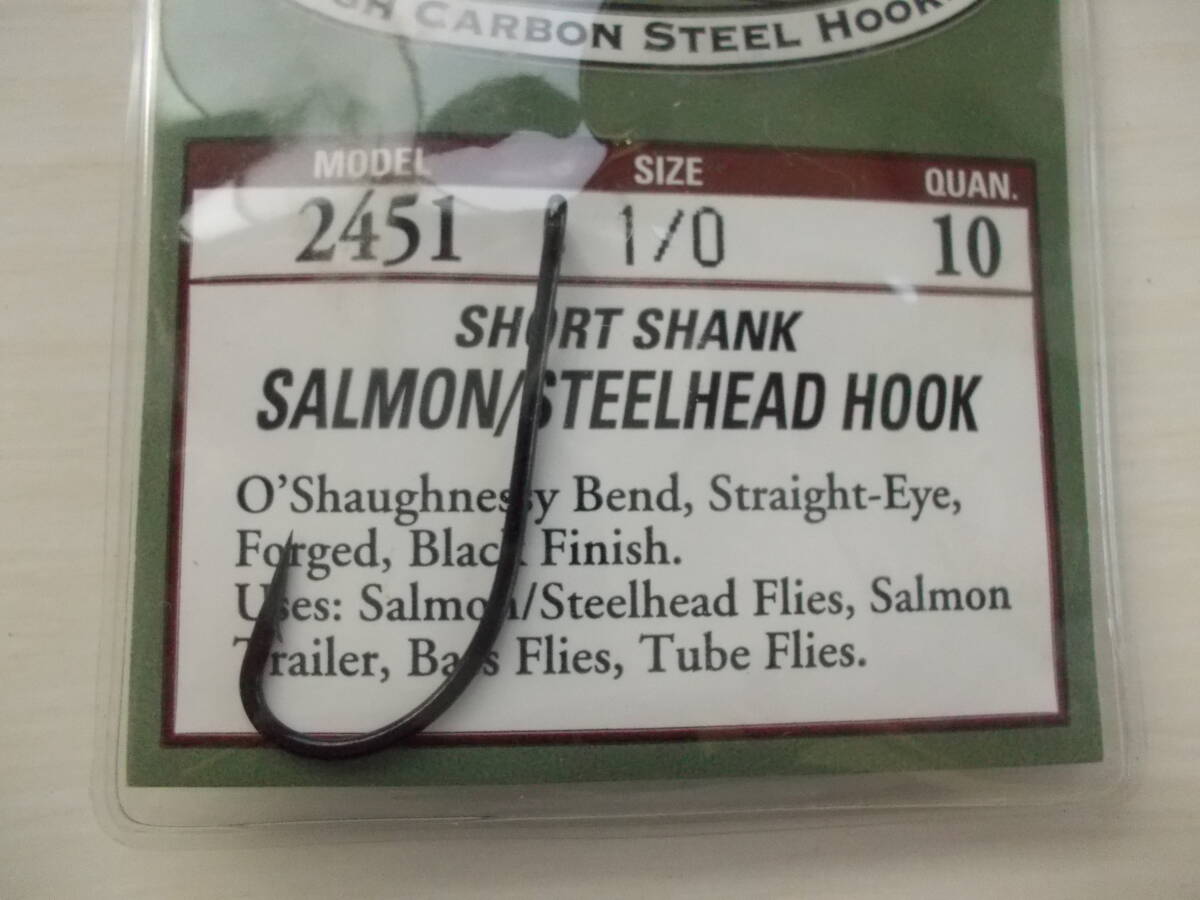 CARBON STEEL HOOK
MODEL SIZE QUAN.
2451 1/0 10
SHORT SHANK
SALMON/STEELHEAD HOOK
O'Shaughnessy Bend, Straight-Eye,
Forged, Black Finish.
Uses: Salmon/Steelhead Flies, Salmon
Trailer, Bass Flies, Tube Flies.